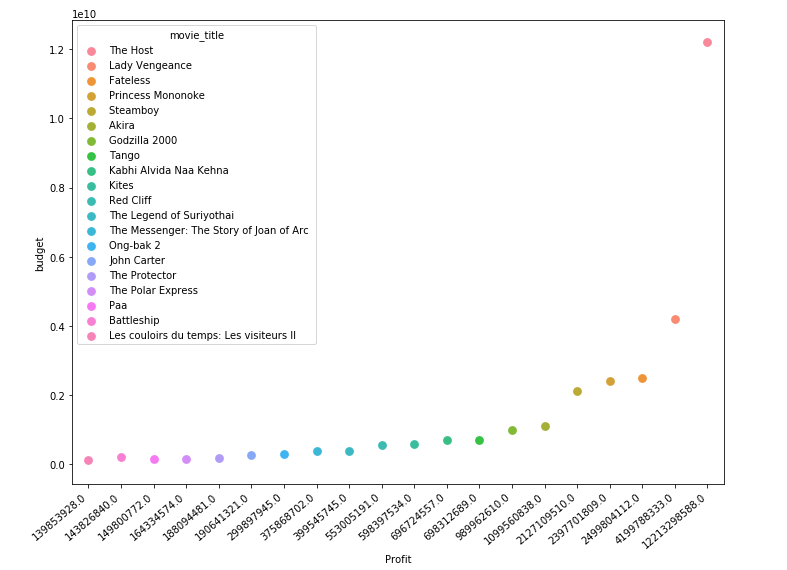 1e10
movie_title
The Host
Lady Vengeance
Fateless
Princess Mononoke
Steamboy
Akira
Godzilla 2000
Tango
Kabhi Alvida Naa Kehna
Kites
Red Cliff
The Legend of Suriyothai
The Messenger: The Story of Joan of Arc
Ong-bak 2
John Carter
The Protector
The Polar Express
Paa
Battleship
Les couloirs du temps: Les visiteurs II
1.2
1.0
0.8
0.6
0.4
0.2
0.0
budget
139853928.0
143826840.0
149800772.0
164334574.0
188094481.0
190641321.0
299897945.0
375868702.0
399545745.0
553005191.0
598397534.0
696724557.0
698312689.0
989962610.0
1099560838.0
2127109510.0
2397701809.0
2499804112.0
4199788333.0
12213298588.0
Profit